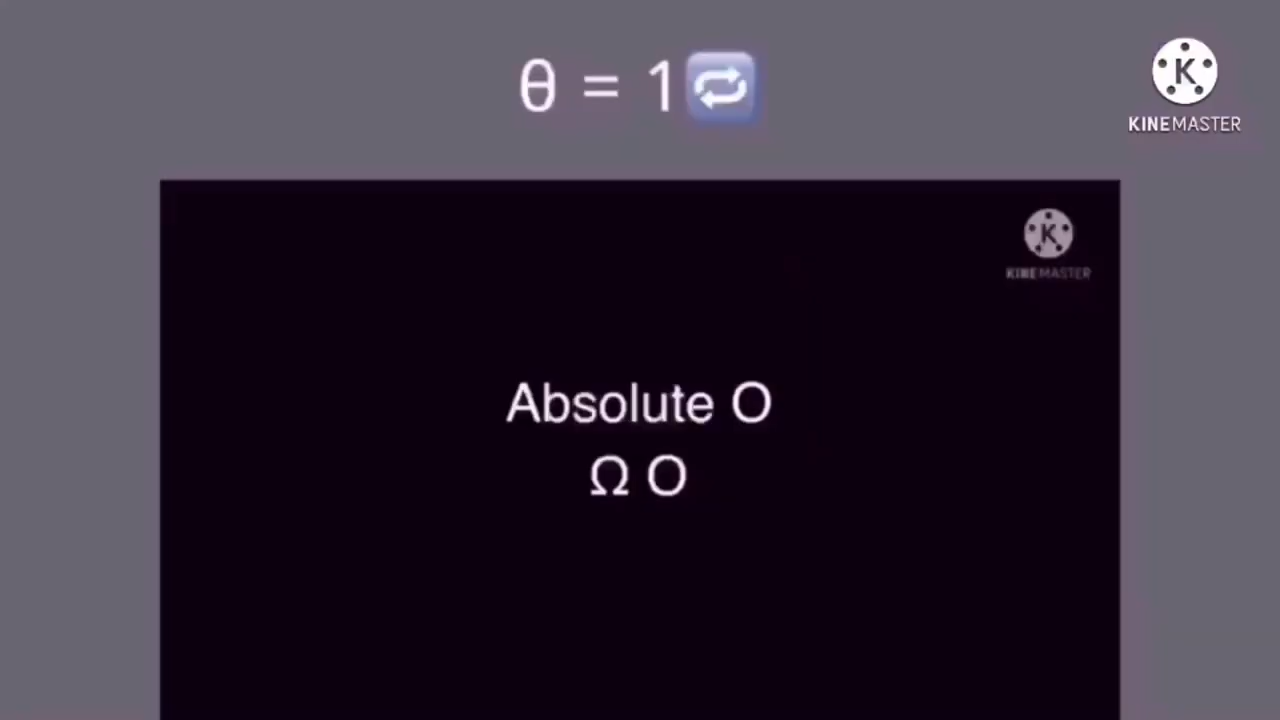 θ = 1🔁
KINEMASTER
KINEMASTER
Absolute O
Ω O